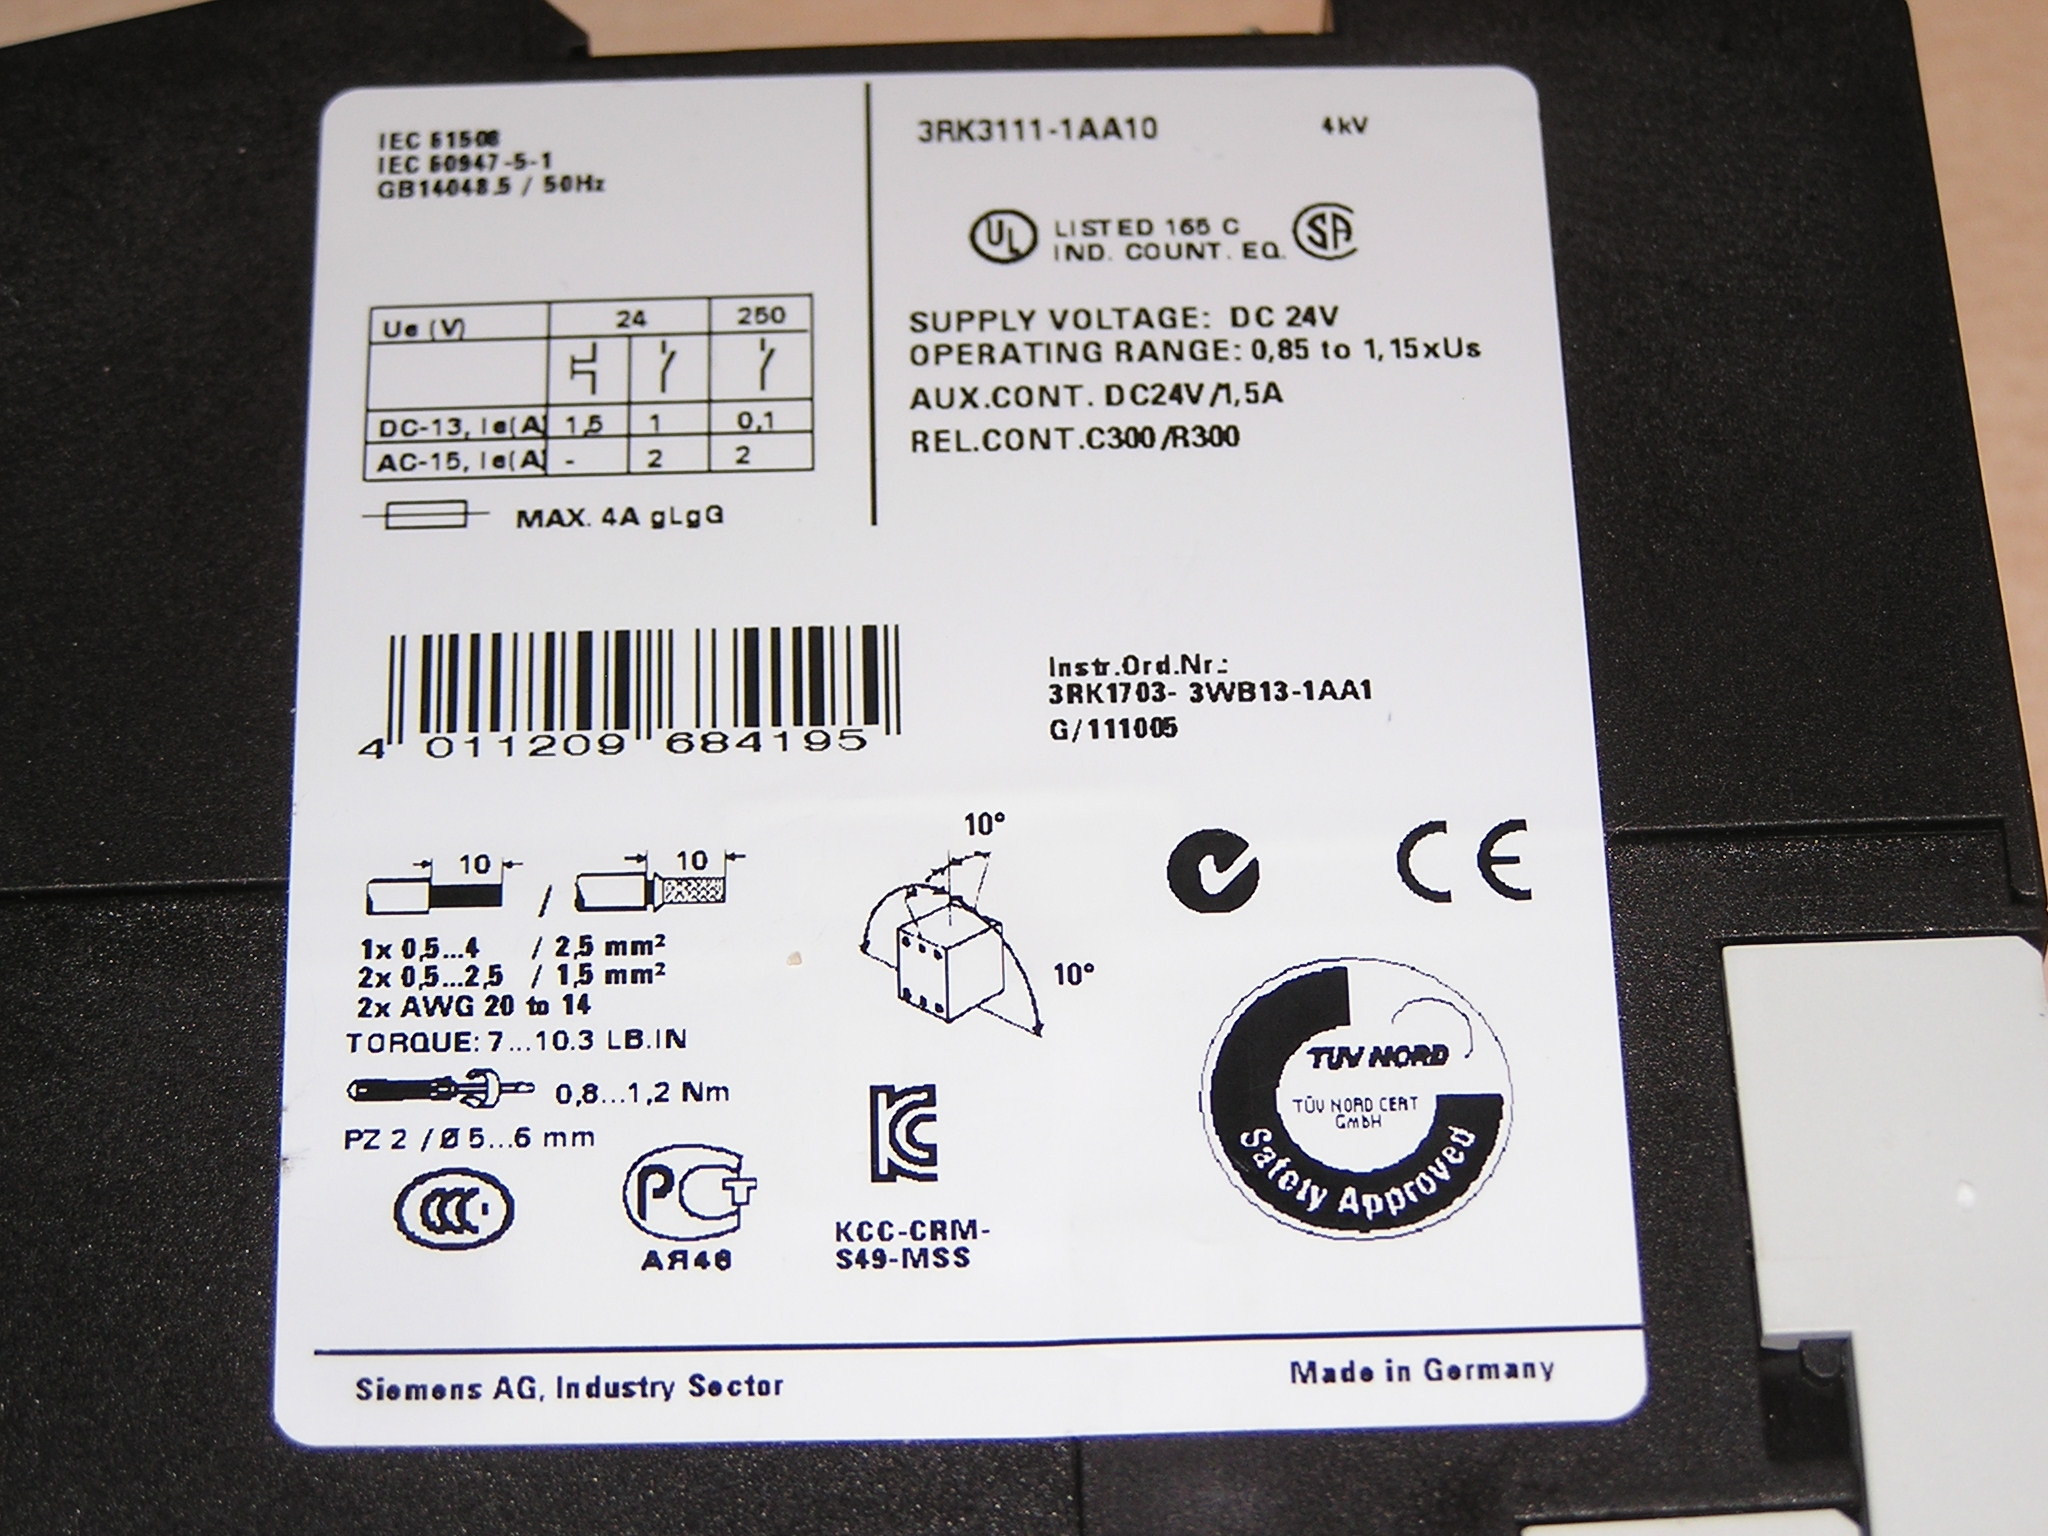 IEC 61508
IEC 60947-5-1
GB14048.5 / 50Hz
3RK3111-1AA10 4kV
UL LISTED 165 C SA
IND. COUNT. EQ.
Ue (V) 24 250
DC-13, Ie(A) 1,5 1 0,1
AC-15, Ie(A) - 2 2
MAX. 4A gLgG
SUPPLY VOLTAGE: DC 24V
OPERATING RANGE: 0,85 to 1,15xUs
AUX.CONT. DC24V/1,5A
REL.CONT.C300/R300
4 011209 684195
Instr.Ord.Nr.:
3RK1703- 3WB13-1AA1
G/111005
10 / 10
1x 0,5...4 / 2,5 mm²
2x 0,5...2,5 / 1,5 mm²
2x AWG 20 to 14
TORQUE: 7...10.3 LB.IN
0,8...1,2 Nm
PZ 2 / Ø 5...6 mm
10°
10°
CE
TÜV NORD
TÜV NORD CERT
GmbH
Safety Approved
CCC
PCT
АЯ46
KC
KCC-CRM-
S49-MSS
Siemens AG, Industry Sector
Made in Germany